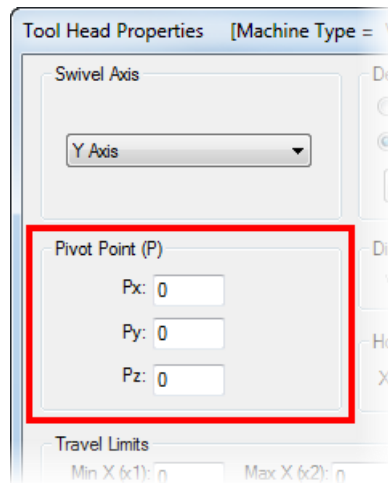 Tool Head Properties [Machine Type =
Swivel Axis
Y Axis
Pivot Point (P)
Px: 0
Py: 0
Pz: 0
Travel Limits
Min X (x1): 0 Max X (x2): 0